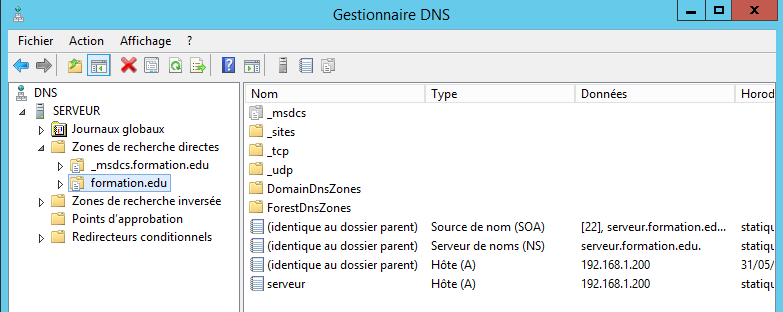 Gestionnaire DNS
Fichier Action Affichage ?
DNS
SERVEUR
Journaux globaux
Zones de recherche directes
_msdcs.formation.edu
formation.edu
Zones de recherche inversée
Points d'approbation
Redirecteurs conditionnels
Nom Type Données Horod
_msdcs
_sites
_tcp
_udp
DomainDnsZones
ForestDnsZones
(identique au dossier parent) Source de nom (SOA) [22], serveur.formation.ed... statiqu
(identique au dossier parent) Serveur de noms (NS) serveur.formation.edu. statiqu
(identique au dossier parent) Hôte (A) 192.168.1.200 31/05/
serveur Hôte (A) 192.168.1.200 statiqu